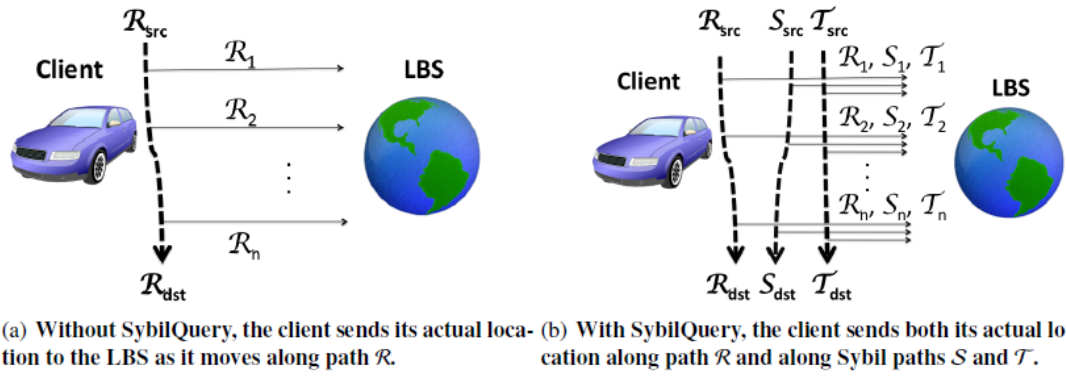 R_src
Client
R_1
LBS
R_2
⋮
R_n
R_dst
(a) Without SybilQuery, the client sends its actual loca-
tion to the LBS as it moves along path R.
R_src S_src T_src
Client
R_1, S_1, T_1
LBS
R_2, S_2, T_2
⋮
R_n, S_n, T_n
R_dst S_dst T_dst
(b) With SybilQuery, the client sends both its actual lo
cation along path R and along Sybil paths S and T.